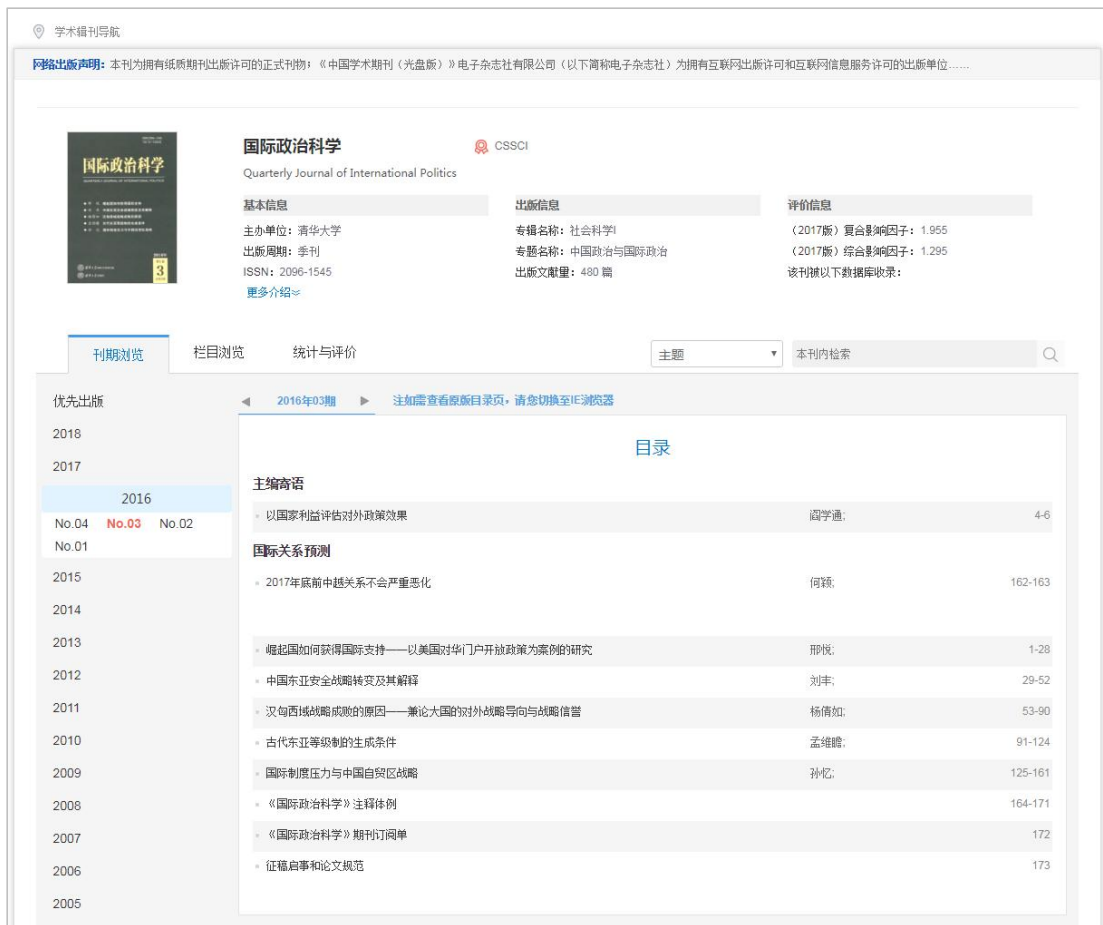 学术辑刊导航
网络出版声明：本刊为拥有纸质期刊出版许可的正式刊物；《中国学术期刊（光盘版）》电子杂志社有限公司（以下简称电子杂志社）为拥有互联网出版许可和互联网信息服务许可的出版单位......
国际政治科学
3
国际政治科学
CSSCI
Quarterly Journal of International Politics
基本信息
主办单位：清华大学
出版周期：季刊
ISSN：2096-1545
更多介绍
出版信息
专辑名称：社会科学I
专题名称：中国政治与国际政治
出版文献量：480 篇
评价信息
（2017版）复合影响因子：1.955
（2017版）综合影响因子：1.295
该刊被以下数据库收录：
刊期浏览 栏目浏览 统计与评价
主题 本刊内检索
优先出版
2018
2017
2016
No.04 No.03 No.02
No.01
2015
2014
2013
2012
2011
2010
2009
2008
2007
2006
2005
2016年03期 注如需查看原版目录页，请您切换至IE浏览器
目录
主编寄语
以国家利益评估对外政策效果 阎学通; 4-6
国际关系预测
2017年底前中越关系不会严重恶化 何颖; 162-163
崛起国如何获得国际支持——以美国对华门户开放政策为案例的研究 邢悦; 1-28
中国东亚安全战略转变及其解释 刘丰; 29-52
汉匈西域战略成败的原因——兼论大国的对外战略导向与战略信誉 杨倩如; 53-90
古代东亚等级制的生成条件 孟维瞻; 91-124
国际制度压力与中国自贸区战略 孙忆; 125-161
《国际政治科学》注释体例 164-171
《国际政治科学》期刊订阅单 172
征稿启事和论文规范 173